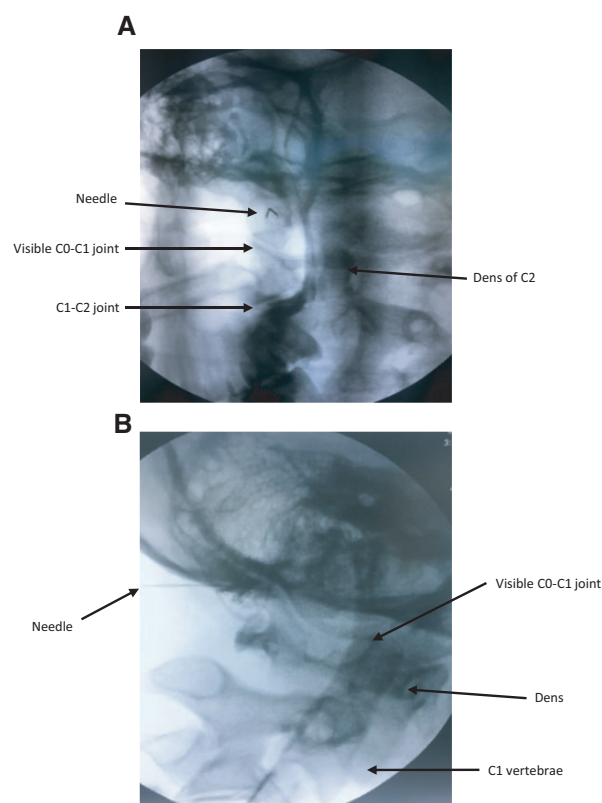 A
Needle
Visible C0-C1 joint
C1-C2 joint
Dens of C2
B
Visible C0-C1 joint
Needle
Dens
C1 vertebrae